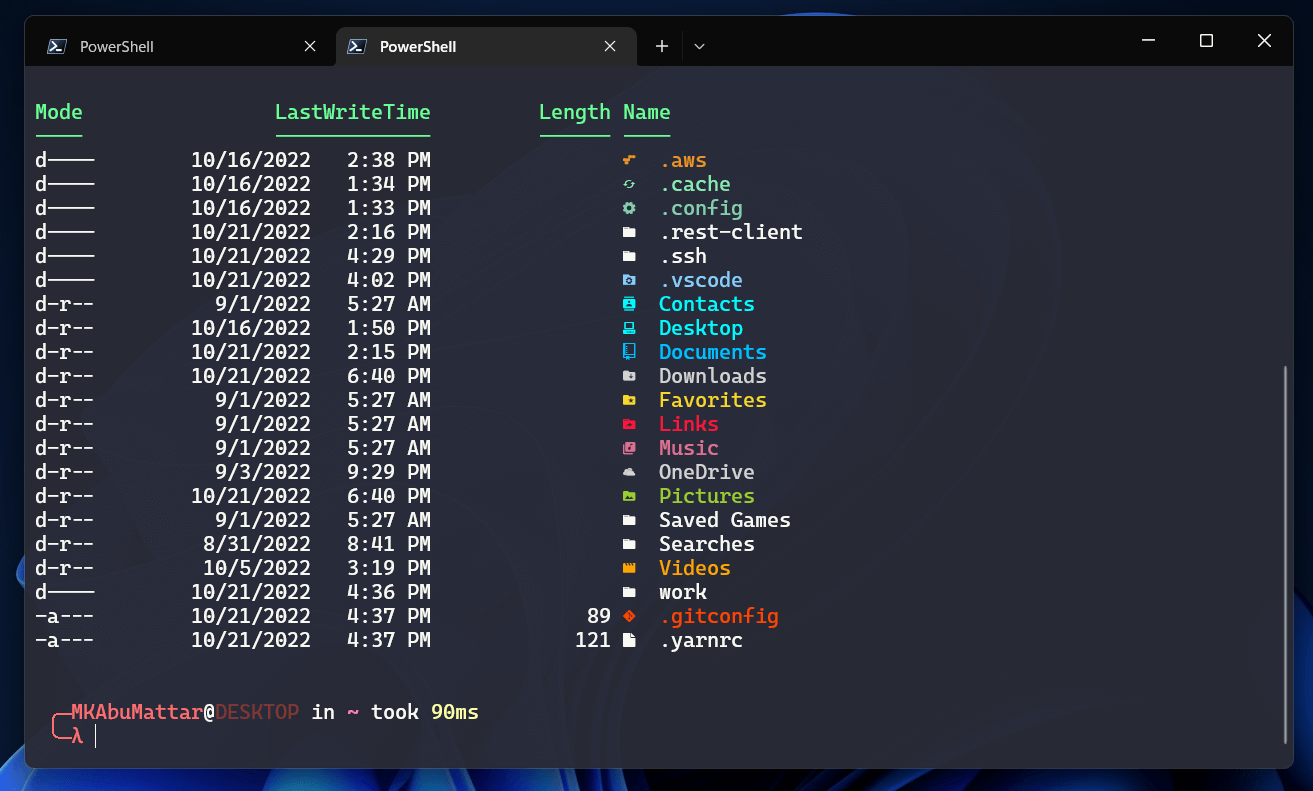 PowerShell PowerShell
Mode LastWriteTime Length Name
d---- 10/16/2022 2:38 PM .aws
d---- 10/16/2022 1:34 PM .cache
d---- 10/16/2022 1:33 PM .config
d---- 10/21/2022 2:16 PM .rest-client
d---- 10/21/2022 4:29 PM .ssh
d---- 10/21/2022 4:02 PM .vscode
d-r-- 9/1/2022 5:27 AM Contacts
d-r-- 10/16/2022 1:50 PM Desktop
d-r-- 10/21/2022 2:15 PM Documents
d-r-- 10/21/2022 6:40 PM Downloads
d-r-- 9/1/2022 5:27 AM Favorites
d-r-- 9/1/2022 5:27 AM Links
d-r-- 9/1/2022 5:27 AM Music
d-r-- 9/3/2022 9:29 PM OneDrive
d-r-- 10/21/2022 6:40 PM Pictures
d-r-- 9/1/2022 5:27 AM Saved Games
d-r-- 8/31/2022 8:41 PM Searches
d-r-- 10/5/2022 3:19 PM Videos
d---- 10/21/2022 4:36 PM work
-a--- 10/21/2022 4:37 PM 89 .gitconfig
-a--- 10/21/2022 4:37 PM 121 .yarnrc
╭─MKAbuMattar@DESKTOP in ~ took 90ms
╰─λ